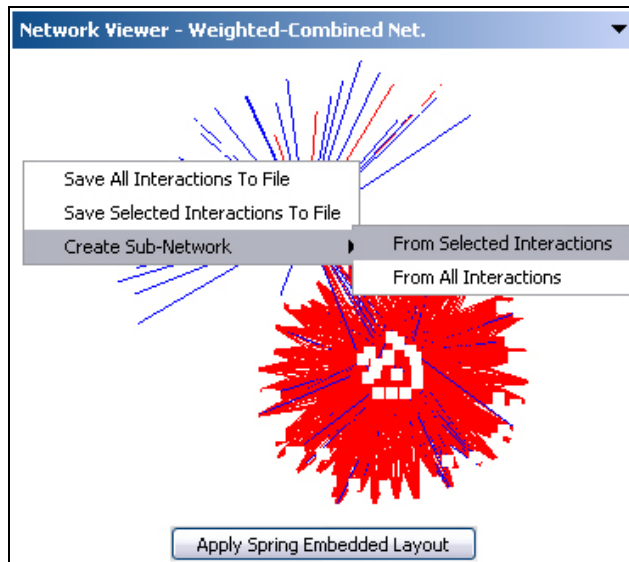 Network Viewer - Weighted-Combined Net.
Save All Interactions To File
Save Selected Interactions To File
Create Sub-Network
From Selected Interactions
From All Interactions
Apply Spring Embedded Layout